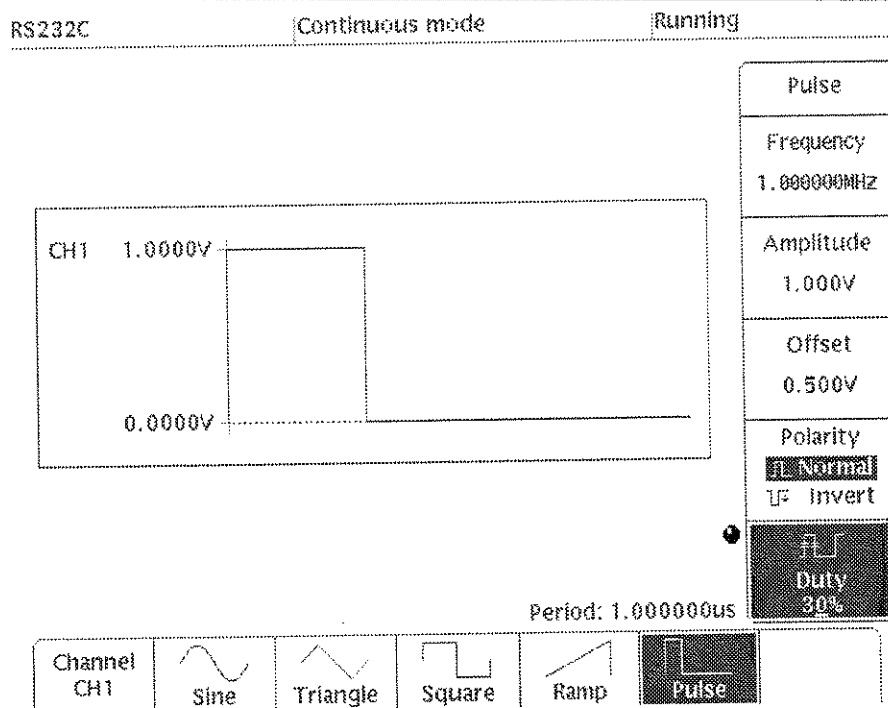 RS232C Continuous mode Running
Pulse
Frequency
1.000000MHz
Amplitude
1.000V
Offset
0.500V
Polarity
Normal
Invert
Duty
30%
CH1 1.0000V
0.0000V
Period: 1.000000us
Channel
CH1
Sine
Triangle
Square
Ramp
Pulse